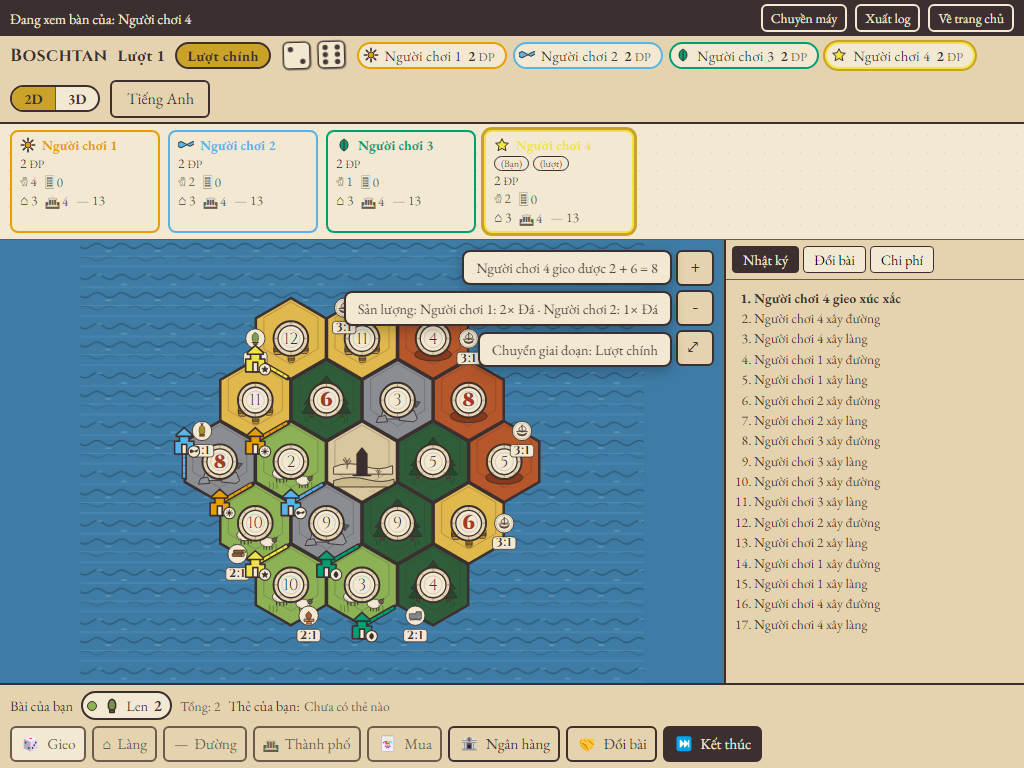 Đang xem bàn của: Người chơi 4
Chuyền máy
Xuất log
Về trang chủ
BOSCHTAN
Lượt 1
Lượt chính
Người chơi 1 2 ĐP
Người chơi 2 2 ĐP
Người chơi 3 2 ĐP
Người chơi 4 2 ĐP
2D 3D
Tiếng Anh
Người chơi 1
2 ĐP
4 0
3 4 — 13
Người chơi 2
2 ĐP
2 0
3 4 — 13
Người chơi 3
2 ĐP
1 0
3 4 — 13
Người chơi 4
(Bạn) (lượt)
2 ĐP
2 0
3 4 — 13
Người chơi 4 gieo được 2 + 6 = 8
+
Sản lượng: Người chơi 1: 2× Đá · Người chơi 2: 1× Đá
-
Chuyển giai đoạn: Lượt chính
3:1
12 11 4
3:1
11 6 3 8
8 2 5 5
3:1
10 9 9 6
3:1
2:1
10 3 4
2:1 2:1
Nhật ký
Đổi bài
Chi phí
1. Người chơi 4 gieo xúc xắc
2. Người chơi 4 xây đường
3. Người chơi 4 xây làng
4. Người chơi 1 xây đường
5. Người chơi 1 xây làng
6. Người chơi 2 xây đường
7. Người chơi 2 xây làng
8. Người chơi 3 xây đường
9. Người chơi 3 xây làng
10. Người chơi 3 xây đường
11. Người chơi 3 xây làng
12. Người chơi 2 xây đường
13. Người chơi 2 xây làng
14. Người chơi 1 xây đường
15. Người chơi 1 xây làng
16. Người chơi 4 xây đường
17. Người chơi 4 xây làng
Bài của bạn
Len 2
Tổng: 2
Thẻ của bạn: Chưa có thẻ nào
Gieo
Làng
— Đường
Thành phố
Mua
Ngân hàng
Đổi bài
Kết thúc